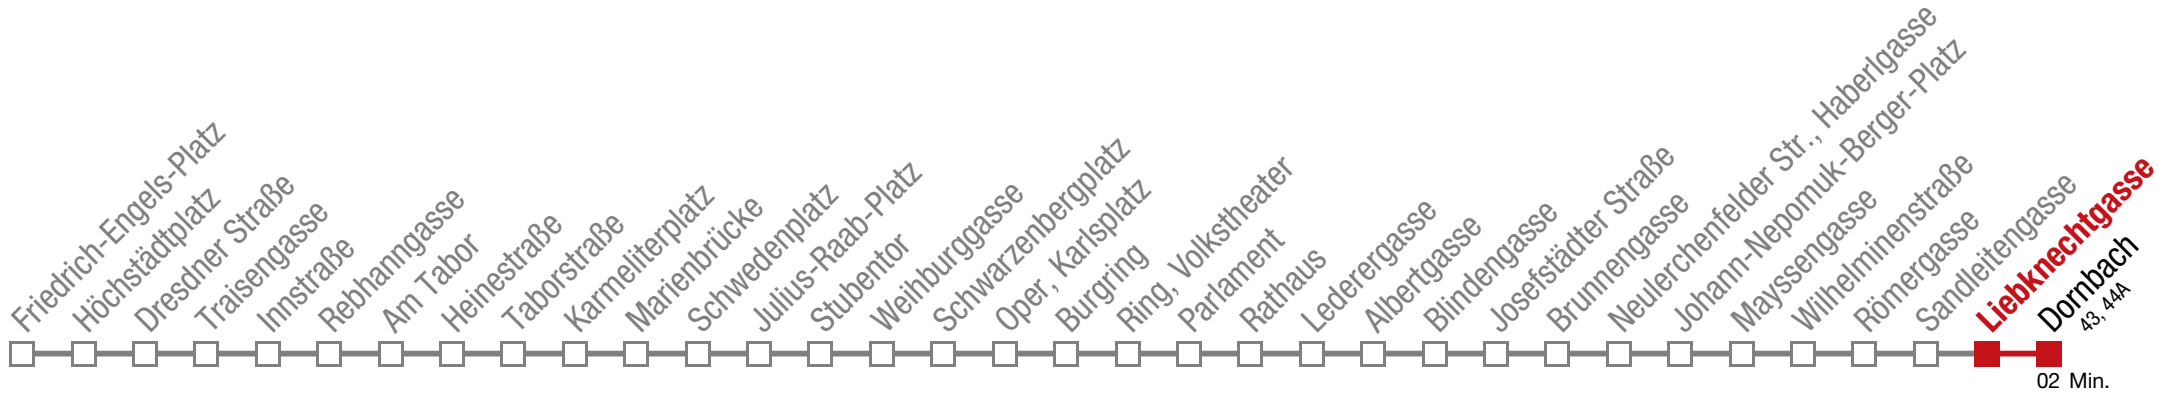 Friedrich-Engels-Platz
Höchstädtplatz
Dresdner Straße
Traisengasse
Innstraße
Rebhanngasse
Am Tabor
Heinestraße
Taborstraße
Karmeliterplatz
Marienbrücke
Schwedenplatz
Julius-Raab-Platz
Stubentor
Weihburggasse
Schwarzenbergplatz
Oper, Karlsplatz
Burgring
Ring, Volkstheater
Parlament
Rathaus
Lederergasse
Albertgasse
Blindengasse
Josefstädter Straße
Brunnengasse
Neulerchenfelder Str., Haberlgasse
Johann-Nepomuk-Berger-Platz
Mayssengasse
Wilhelminenstraße
Römergasse
Sandleitengasse
Liebknechtgasse
Dornbach
43, 44A
02 Min.